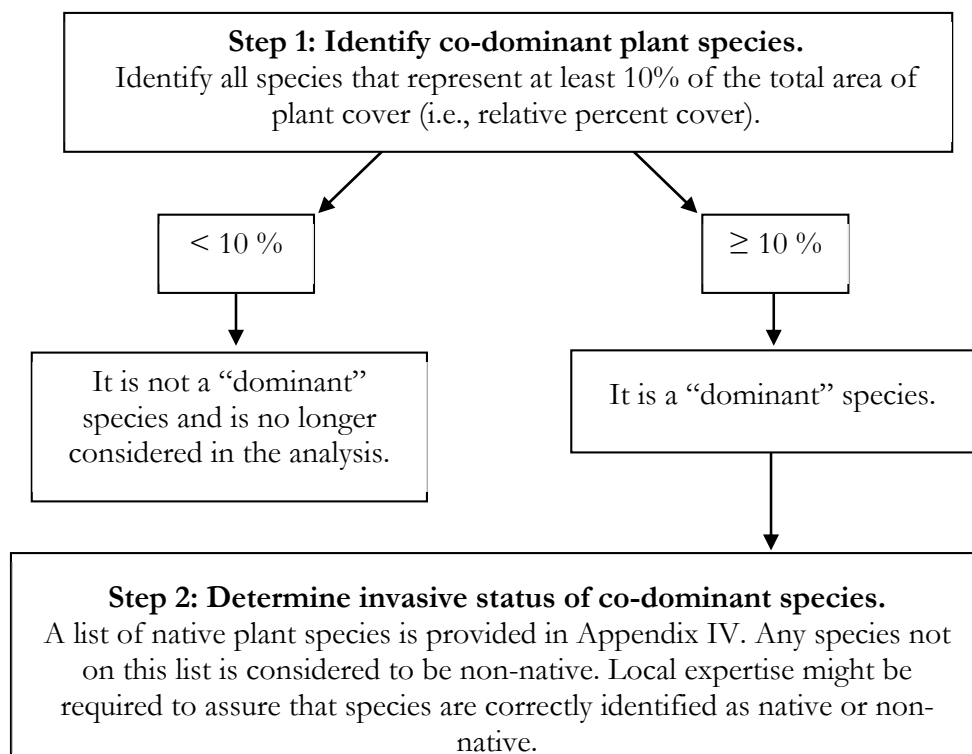 Step 1: Identify co-dominant plant species.
Identify all species that represent at least 10% of the total area of
plant cover (i.e., relative percent cover).
< 10 %
≥ 10 %
It is not a “dominant”
species and is no longer
considered in the analysis.
It is a “dominant” species.
Step 2: Determine invasive status of co-dominant species.
A list of native plant species is provided in Appendix IV. Any species not
on this list is considered to be non-native. Local expertise might be
required to assure that species are correctly identified as native or non-
native.